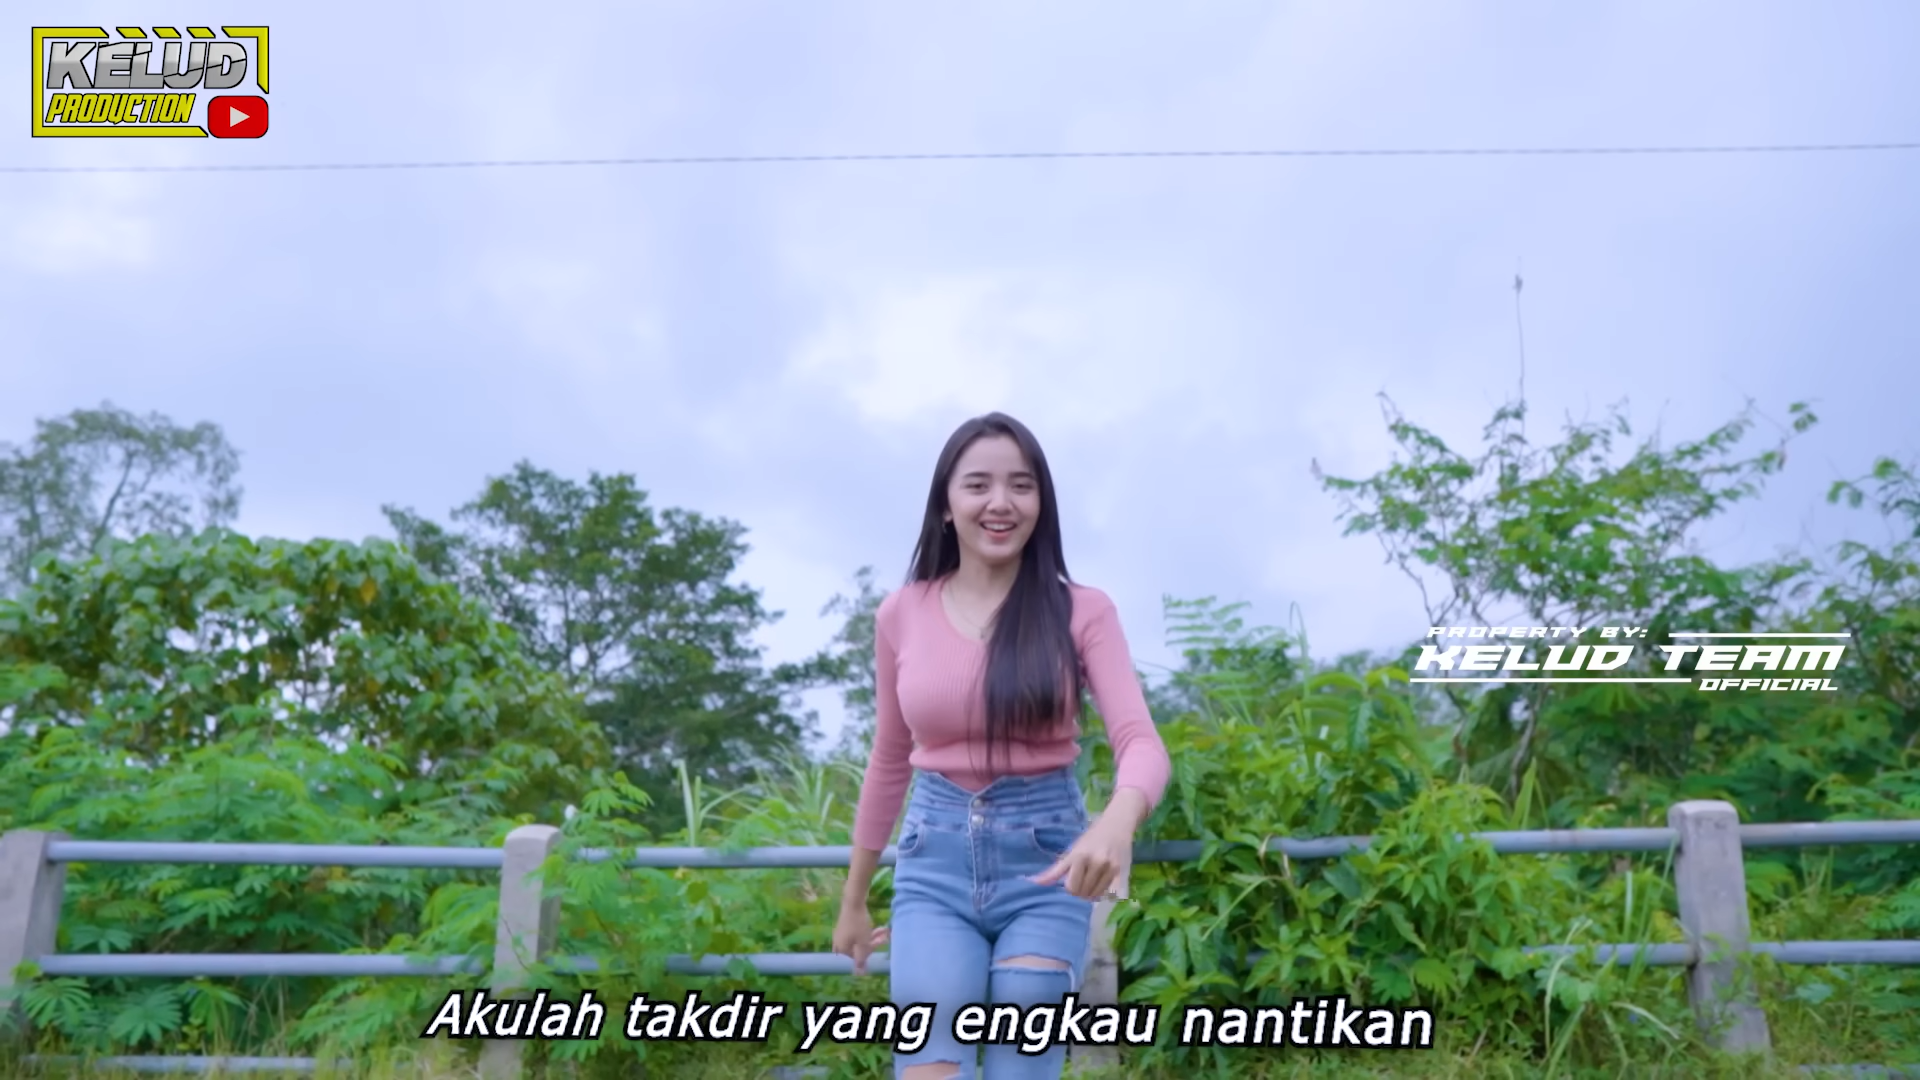 KELUD
PRODUCTION
PROPERTY BY:
KELUD TEAM
OFFICIAL
Akulah takdir yang engkau nantikan